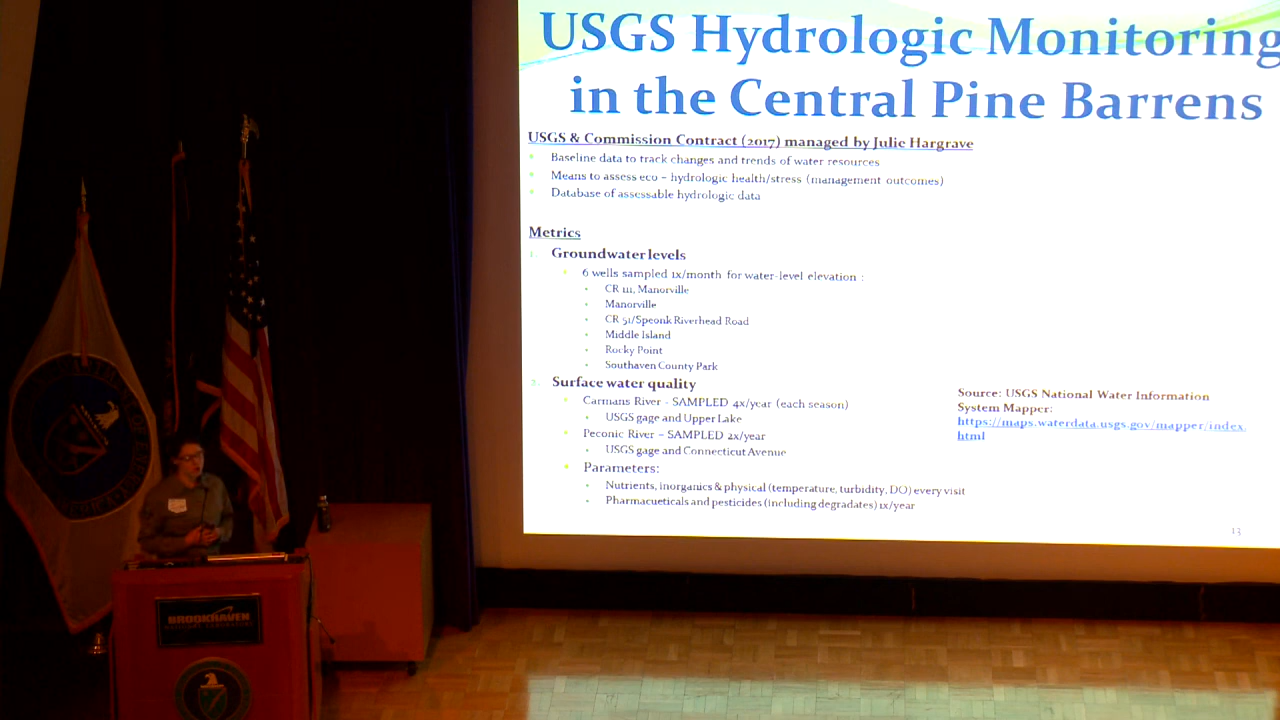 USGS Hydrologic Monitoring
in the Central Pine Barrens
USGS & Commission Contract (2017) managed by Julie Hargrave
Baseline data to track changes and trends of water resources
Means to assess eco – hydrologic health/stress (management outcomes)
Database of assessable hydrologic data
Metrics
1. Groundwater levels
6 wells sampled 1x/month for water-level elevation :
CR 111, Manorville
Manorville
CR 51/Speonk Riverhead Road
Middle Island
Rocky Point
Southaven County Park
2. Surface water quality
Carmans River - SAMPLED 4x/year (each season)
USGS gage and Upper Lake
Peconic River – SAMPLED 2x/year
USGS gage and Connecticut Avenue
Parameters:
Nutrients, inorganics & physical (temperature, turbidity, DO) every visit
Pharmacueticals and pesticides (including degradates) 1x/year
Source: USGS National Water Information
System Mapper:
https://maps.waterdata.usgs.gov/mapper/index.
html
13
BROOKHAVEN
NATIONAL LABORATORY